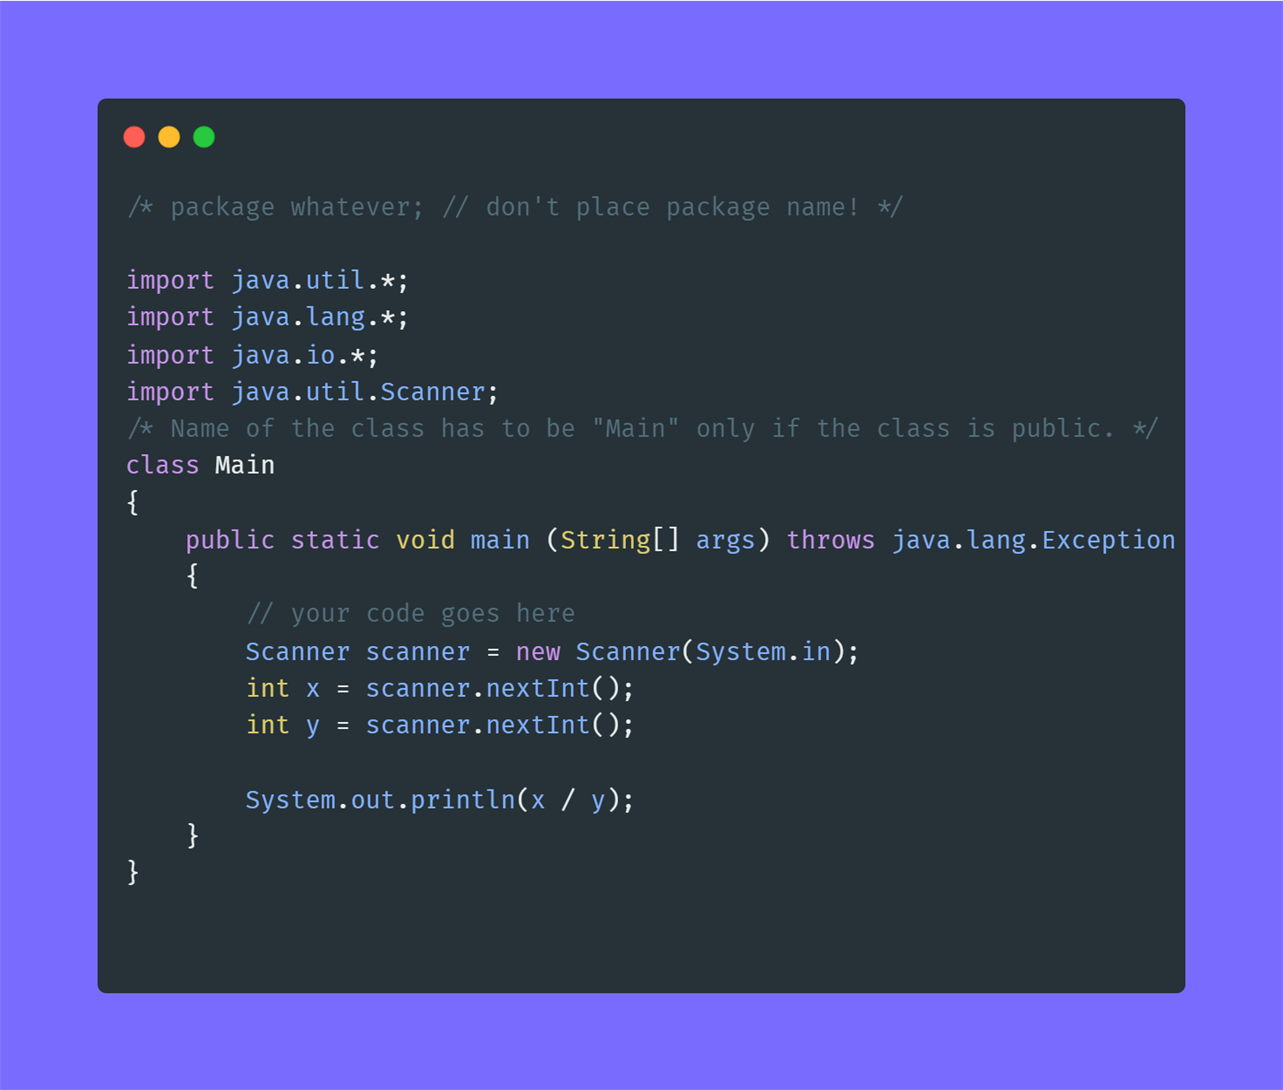 /* package whatever; // don't place package name! */
import java.util.*;
import java.lang.*;
import java.io.*;
import java.util.Scanner;
/* Name of the class has to be "Main" only if the class is public. */
class Main
{
    public static void main (String[] args) throws java.lang.Exception
    {
        // your code goes here
        Scanner scanner = new Scanner(System.in);
        int x = scanner.nextInt();
        int y = scanner.nextInt();
        System.out.println(x / y);
    }
}